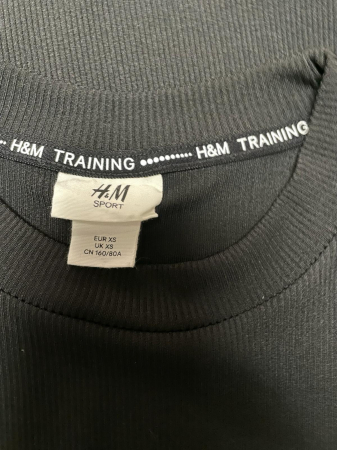 H&M TRAINING •••••••••• H&M TRAINING
H&M
SPORT
EUR XS
UK XS
CN 160/80A